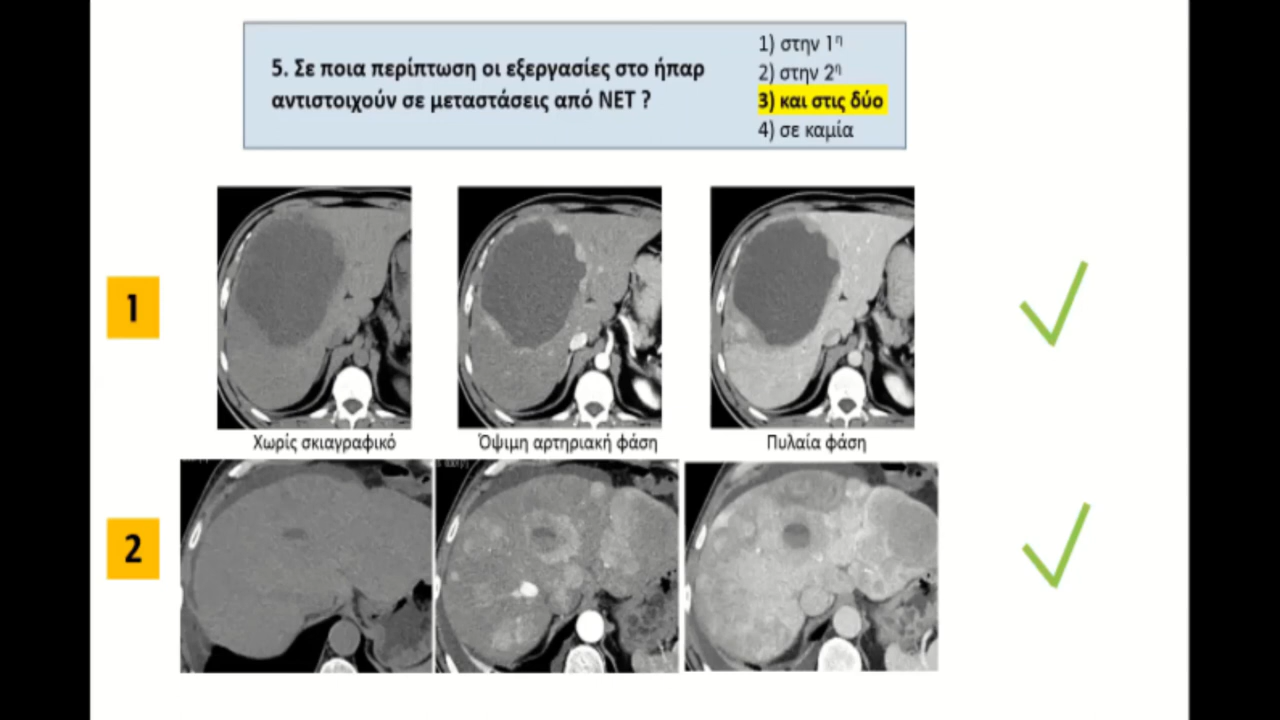 5. Σε ποια περίπτωση οι εξεργασίες στο ήπαρ
αντιστοιχούν σε μεταστάσεις από ΝΕΤ ?
1) στην 1η
2) στην 2η
3) και στις δύο
4) σε καμία
1
Χωρίς σκιαγραφικό
Όψιμη αρτηριακή φάση
Πυλαία φάση
2